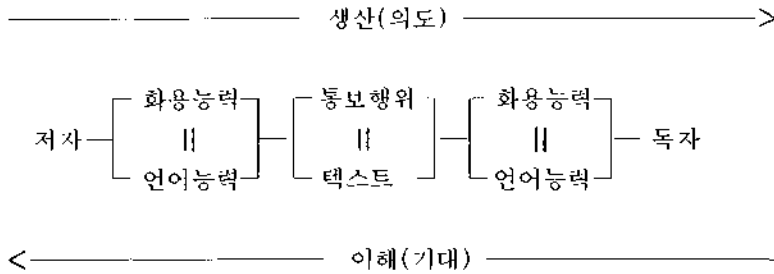 생산(의도)
화용능력 통보행위 화용능력
저자 || || || 독자
언어능력 텍스트 언어능력
이해(기대)